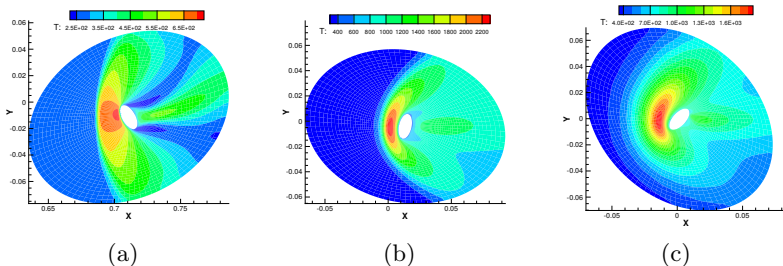 T: 2.5E+02 3.5E+02 4.5E+02 5.5E+02 6.5E+02
0.06
0.04
0.02
0
-0.02
-0.04
-0.06
Y
0.65 0.7 0.75
X
(a)
T: 400 600 800 1000 1200 1400 1600 1800 2000 2200
0.06
0.04
0.02
0
-0.02
-0.04
-0.06
Y
-0.05 0 0.05
X
(b)
T: 4.0E+02 7.0E+02 1.0E+03 1.3E+03 1.6E+03
0.06
0.04
0.02
0
-0.02
-0.04
-0.06
Y
-0.05 0 0.05
X
(c)